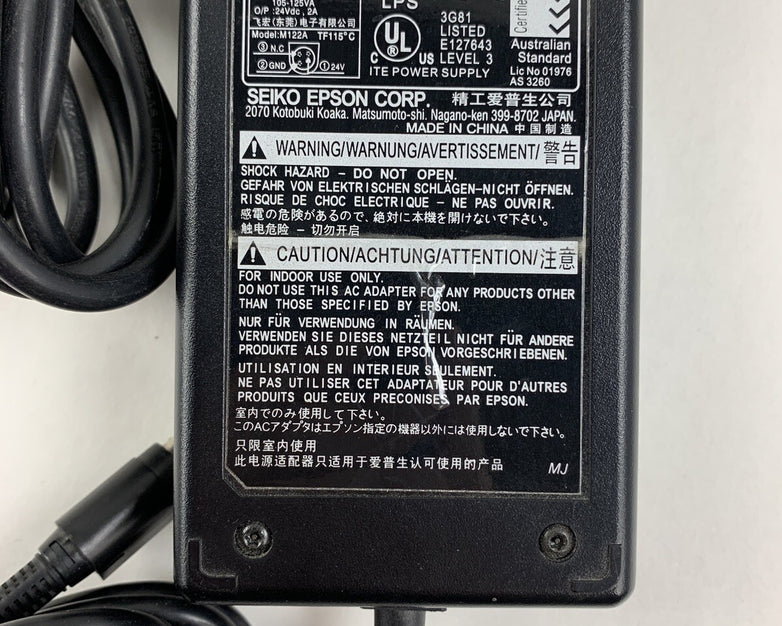 105-125V
O/P :24Vdc , 2A
飞宏(东莞)电子有限公司
Model:M122A TF115°C
③ N.C
② GND
① 24V
LPS
UL
®
C US
3G81
LISTED
E127643
LEVEL 3
ITE POWER SUPPLY
Certified
Australian
Standard
Lic No 01976
AS 3260
SEIKO EPSON CORP. 精工爱普生公司
2070 Kotobuki Koaka. Matsumoto-shi. Nagano-ken 399-8702 JAPAN.
MADE IN CHINA 中国制造
WARNING/WARNUNG/AVERTISSEMENT/警告
SHOCK HAZARD – DO NOT OPEN.
GEFAHR VON ELEKTRISCHEN SCHLÄGEN-NICHT ÖFFNEN.
RISQUE DE CHOC ELECTRIQUE – NE PAS OUVRIR.
感電の危険があるので、絶対に本機を開けないで下さい。
触电危险 – 切勿开启
CAUTION/ACHTUNG/ATTENTION/注意
FOR INDOOR USE ONLY.
DO NOT USE THIS AC ADAPTER FOR ANY PRODUCTS OTHER
THAN THOSE SPECIFIED BY EPSON.
NUR FÜR VERWENDUNG IN RÄUMEN.
VERWENDEN SIE DIESES NETZTEIL NICHT FÜR ANDERE
PRODUKTE ALS DIE VON EPSON VORGESCHRIEBENEN.
UTILISATION EN INTERIEUR SEULEMENT.
NE PAS UTILISER CET ADAPTATEUR POUR D'AUTRES
PRODUITS QUE CEUX PRECONISES PAR EPSON.
室内でのみ使用して下さい。
このACアダプタはエプソン指定の機器以外には使用しないで下さい。
只限室内使用
此电源适配器只适用于爱普生认可使用的产品
MJ